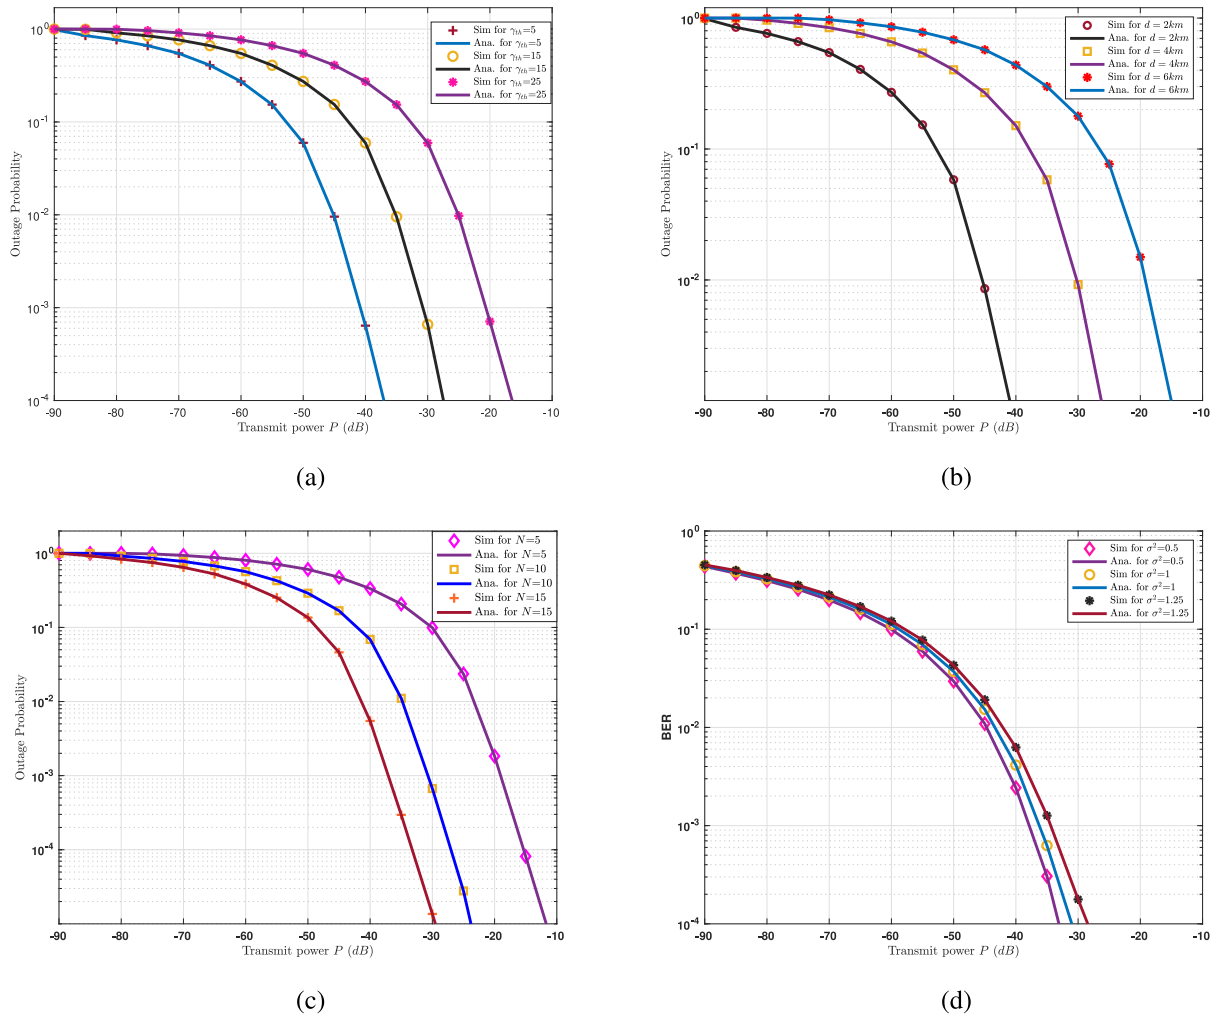 10^0
10^-1
10^-2
10^-3
10^-4
Outage Probability
-90 -80 -70 -60 -50 -40 -30 -20 -10
Transmit power P (dB)
Sim for γ_th=5
Ana. for γ_th=5
Sim for γ_th=15
Ana. for γ_th=15
Sim for γ_th=25
Ana. for γ_th=25
(a)
10^0
10^-1
10^-2
Outage Probability
-90 -80 -70 -60 -50 -40 -30 -20 -10
Transmit power P (dB)
Sim for d = 2km
Ana. for d = 2km
Sim for d = 4km
Ana. for d = 4km
Sim for d = 6km
Ana. for d = 6km
(b)
10^0
10^-1
10^-2
10^-3
10^-4
Outage Probability
-90 -80 -70 -60 -50 -40 -30 -20 -10
Transmit power P (dB)
Sim for N=5
Ana. for N=5
Sim for N=10
Ana. for N=10
Sim for N=15
Ana. for N=15
(c)
10^0
10^-1
10^-2
10^-3
10^-4
BER
-90 -80 -70 -60 -50 -40 -30 -20 -10
Transmit power P (dB)
Sim for σ²=0.5
Ana. for σ²=0.5
Sim for σ²=1
Ana. for σ²=1
Sim for σ²=1.25
Ana. for σ²=1.25
(d)